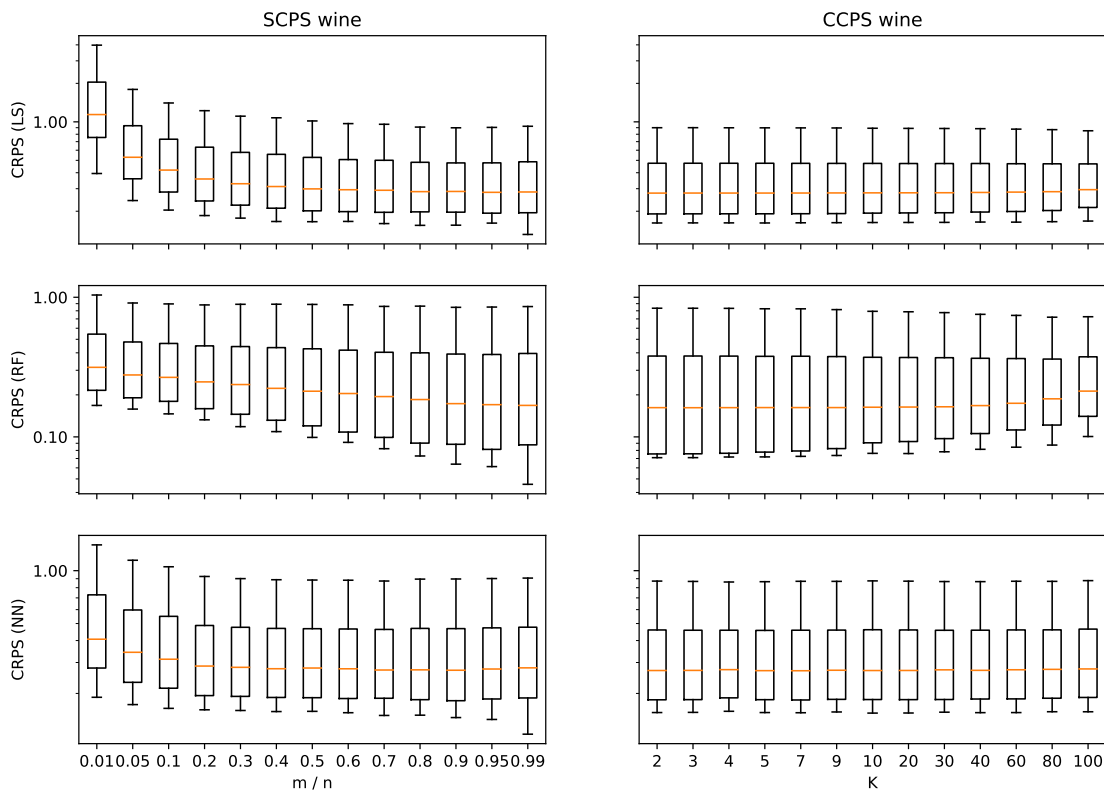 SCPS wine
CCPS wine
CRPS (LS)
1.00
CRPS (RF)
1.00
0.10
CRPS (NN)
1.00
0.01 0.05 0.1 0.2 0.3 0.4 0.5 0.6 0.7 0.8 0.9 0.95 0.99
m / n
2 3 4 5 7 9 10 20 30 40 60 80 100
K